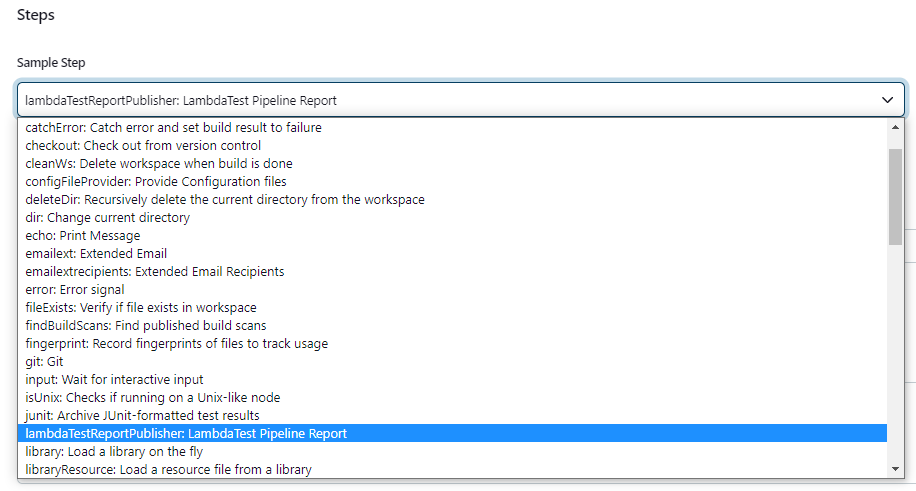 Steps
Sample Step
lambdaTestReportPublisher: LambdaTest Pipeline Report
catchError: Catch error and set build result to failure
checkout: Check out from version control
cleanWs: Delete workspace when build is done
configFileProvider: Provide Configuration files
deleteDir: Recursively delete the current directory from the workspace
dir: Change current directory
echo: Print Message
emailext: Extended Email
emailextrecipients: Extended Email Recipients
error: Error signal
fileExists: Verify if file exists in workspace
findBuildScans: Find published build scans
fingerprint: Record fingerprints of files to track usage
git: Git
input: Wait for interactive input
isUnix: Checks if running on a Unix-like node
junit: Archive JUnit-formatted test results
lambdaTestReportPublisher: LambdaTest Pipeline Report
library: Load a library on the fly
libraryResource: Load a resource file from a library